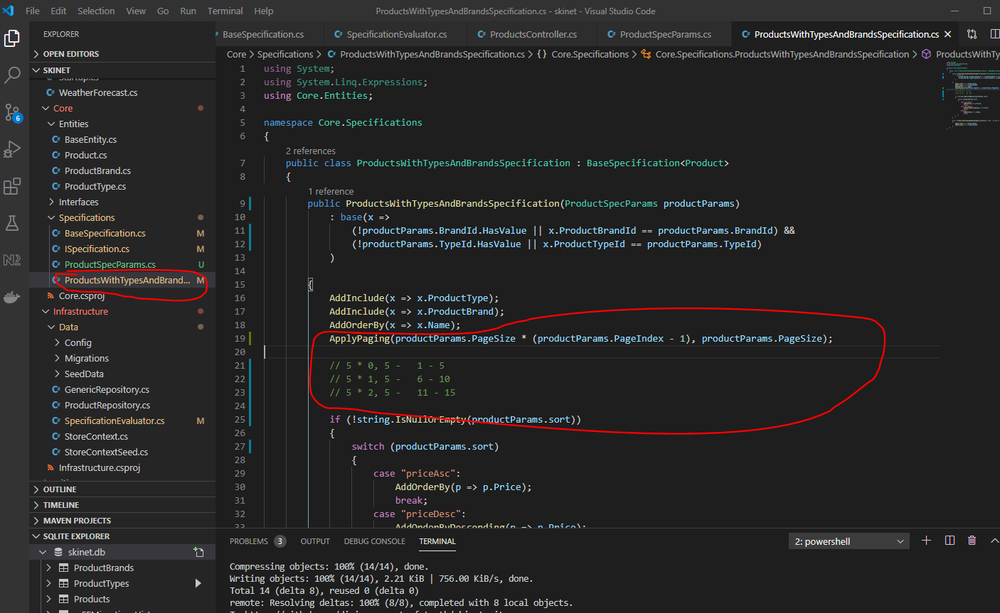 File Edit Selection View Go Run Terminal Help
ProductsWithTypesAndBrandsSpecification.cs - skinet - Visual Studio Code
EXPLORER
OPEN EDITORS
SKINET
Startup.cs
WeatherForecast.cs
Core
Entities
BaseEntity.cs
Product.cs
ProductBrand.cs
ProductType.cs
Interfaces
Specifications
BaseSpecification.cs M
ISpecification.cs M
ProductSpecParams.cs U
ProductsWithTypesAndBrand... M
Core.csproj
Infrastructure
Data
Config
Migrations
SeedData
GenericRepository.cs
ProductRepository.cs
SpecificationEvaluator.cs M
StoreContext.cs
StoreContextSeed.cs
Infrastructure.csproj
OUTLINE
TIMELINE
MAVEN PROJECTS
SQLITE EXPLORER
skinet.db
ProductBrands
ProductTypes
Products
6
BaseSpecification.cs SpecificationEvaluator.cs ProductsController.cs ProductSpecParams.cs ProductsWithTypesAndBrandsSpecification.cs
Core > Specifications > ProductsWithTypesAndBrandsSpecification.cs > {} Core.Specifications > Core.Specifications.ProductsWithTypesAndBrandsSpecification > ProductsWithTy
1 using System;
2 using System.Linq.Expressions;
3 using Core.Entities;
4
5 namespace Core.Specifications
6 {
2 references
7 public class ProductsWithTypesAndBrandsSpecification : BaseSpecification<Product>
8 {
1 reference
9 public ProductsWithTypesAndBrandsSpecification(ProductSpecParams productParams)
10 : base(x =>
11 (!productParams.BrandId.HasValue || x.ProductBrandId == productParams.BrandId) &&
12 (!productParams.TypeId.HasValue || x.ProductTypeId == productParams.TypeId)
13 )
14
15 {
16 AddInclude(x => x.ProductType);
17 AddInclude(x => x.ProductBrand);
18 AddOrderBy(x => x.Name);
19 ApplyPaging(productParams.PageSize * (productParams.PageIndex - 1), productParams.PageSize);
20
21 // 5 * 0, 5 - 1 - 5
22 // 5 * 1, 5 - 6 - 10
23 // 5 * 2, 5 - 11 - 15
24
25 if (!string.IsNullOrEmpty(productParams.sort))
26 {
27 switch (productParams.sort)
28 {
29 case "priceAsc":
30 AddOrderBy(p => p.Price);
31 break;
32 case "priceDesc":
33 AddOrderByDescending(p => p.Price);
PROBLEMS 3 OUTPUT DEBUG CONSOLE TERMINAL
2: powershell
Compressing objects: 100% (14/14), done.
Writing objects: 100% (14/14), 2.21 KiB | 756.00 KiB/s, done.
Total 14 (delta 8), reused 0 (delta 0)
remote: Resolving deltas: 100% (8/8), completed with 8 local objects.